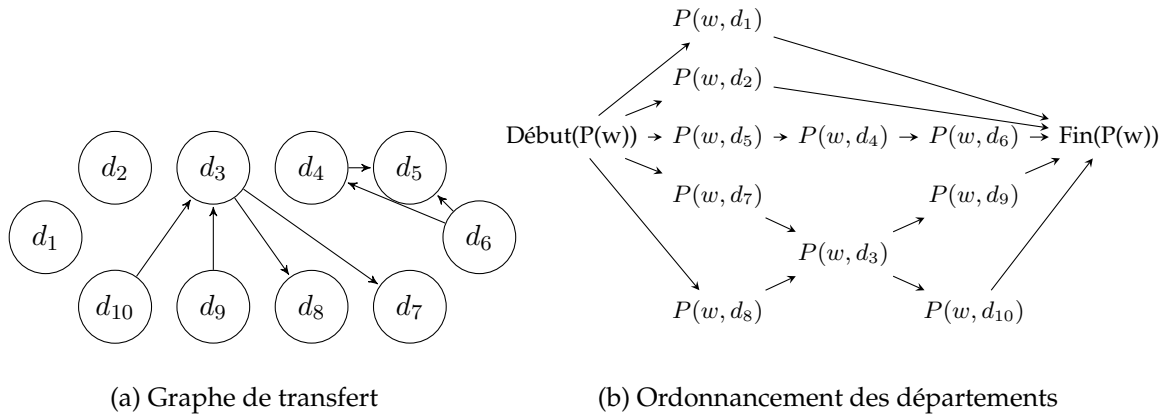 d₂ d₃ d₄ d₅
d₁ d₆
d₁₀ d₉ d₈ d₇
(a) Graphe de transfert
P(w, d₁)
P(w, d₂)
Début(P(w)) P(w, d₅) P(w, d₄) P(w, d₆) Fin(P(w))
P(w, d₇) P(w, d₉)
P(w, d₃)
P(w, d₈) P(w, d₁₀)
(b) Ordonnancement des départements